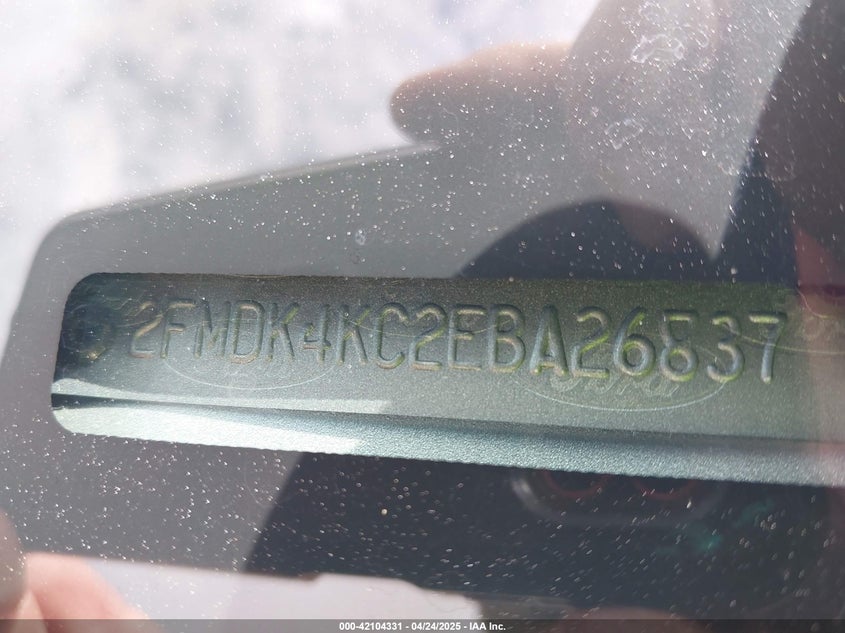 2FMDK4KC2EBA26837
000-42104331 - 04/24/2025 - IAA Inc.